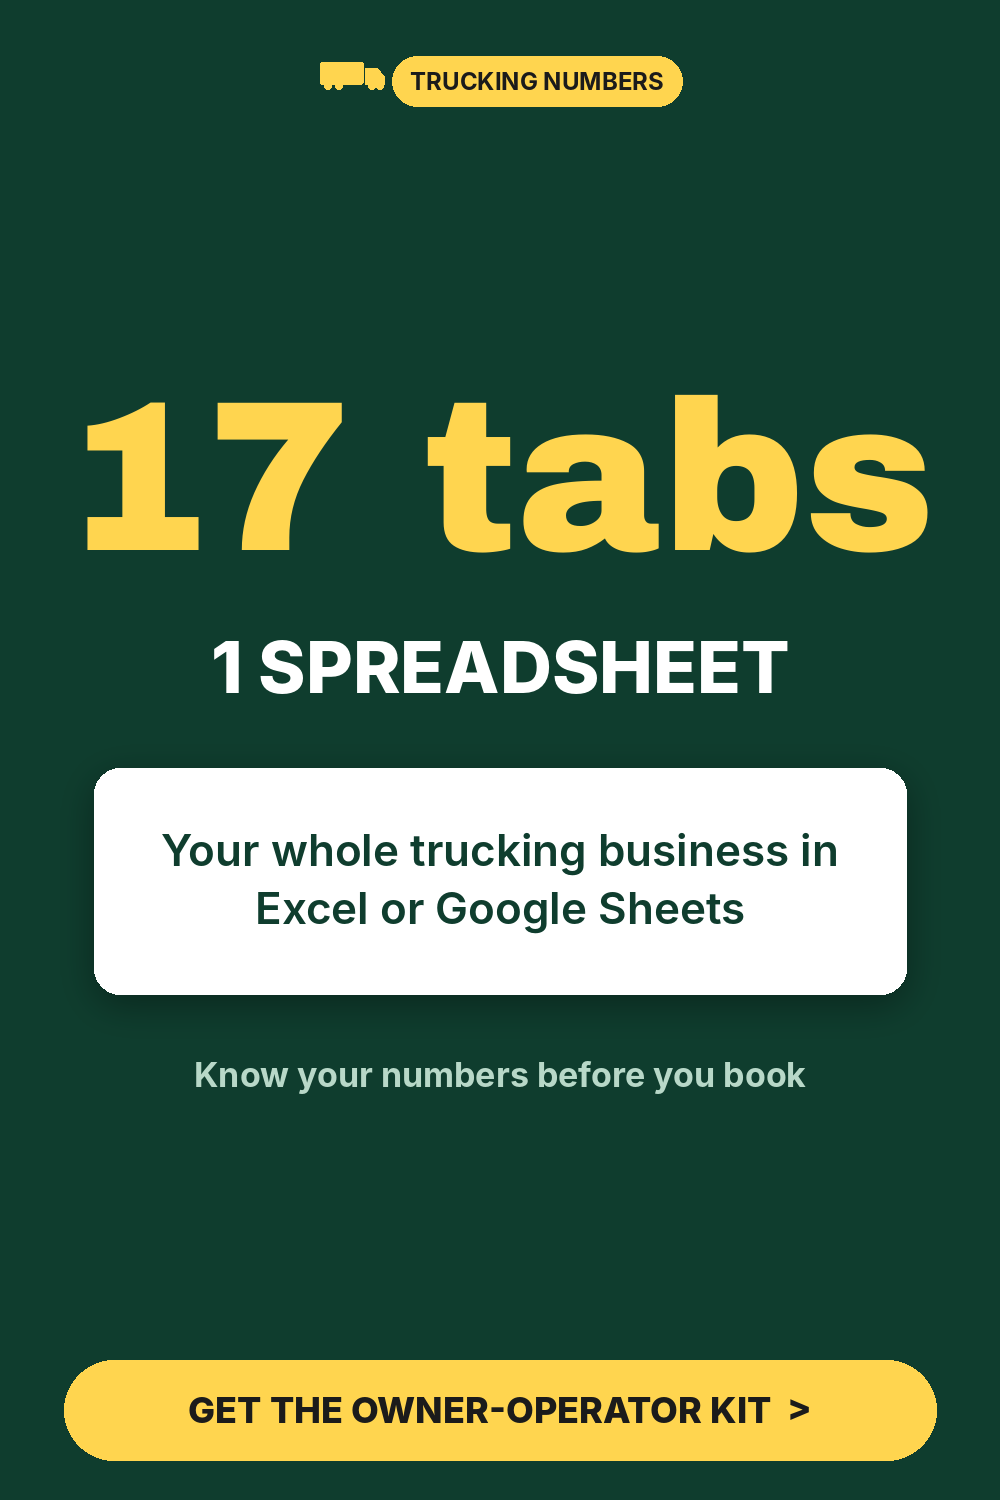 TRUCKING NUMBERS
17 tabs
1 SPREADSHEET
Your whole trucking business in
Excel or Google Sheets
Know your numbers before you book
GET THE OWNER-OPERATOR KIT >